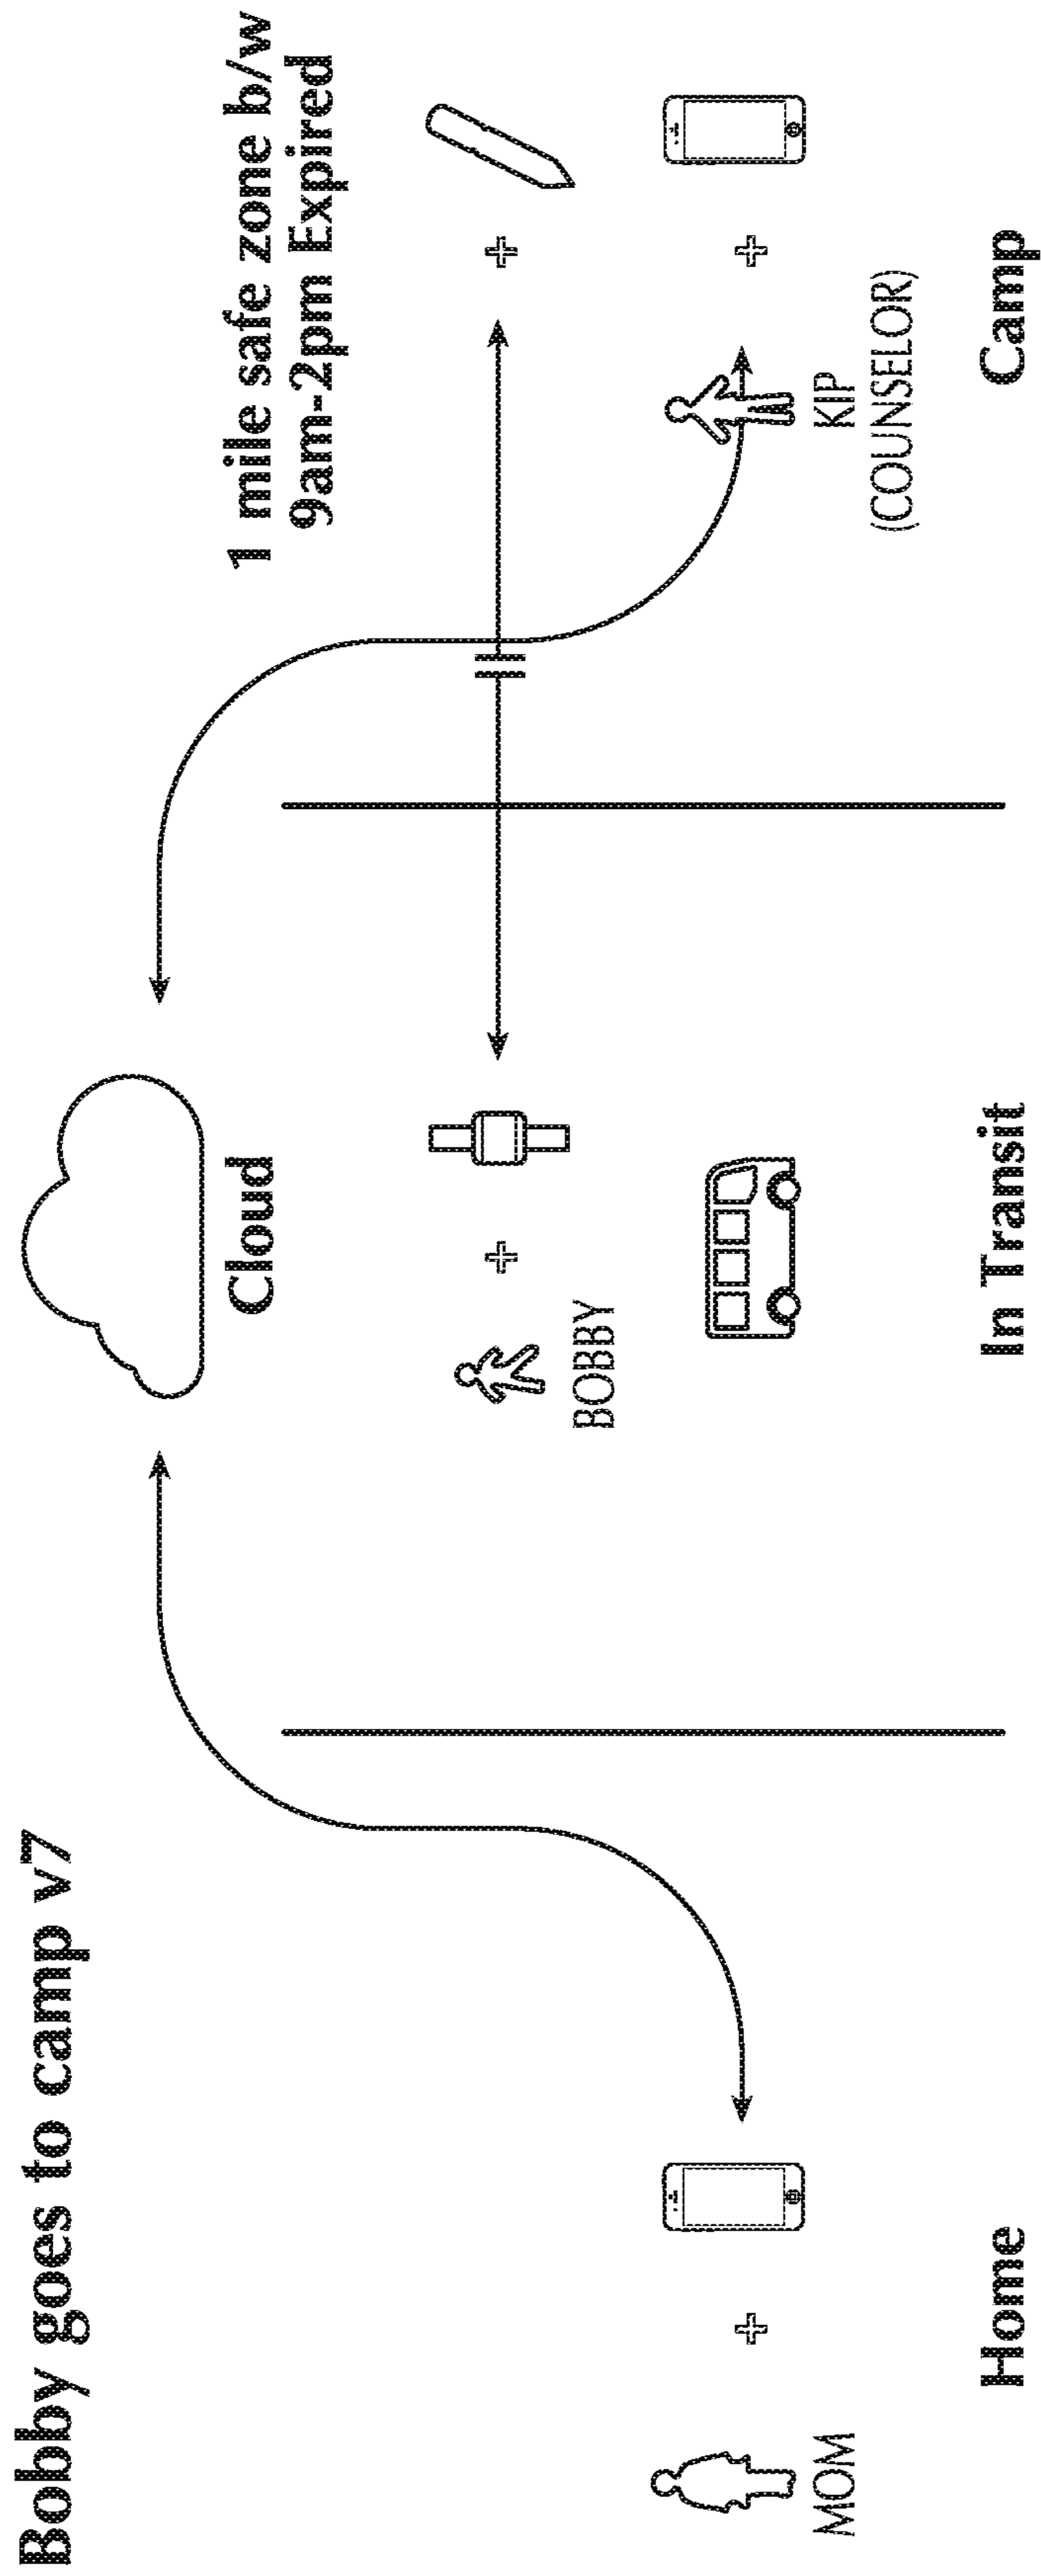 Bobby goes to camp v7
Cloud
1 mile safe zone b/w
9am-2pm Expired
BOBBY
MOM
KIP
(COUNSELOR)
Home
In Transit
Camp